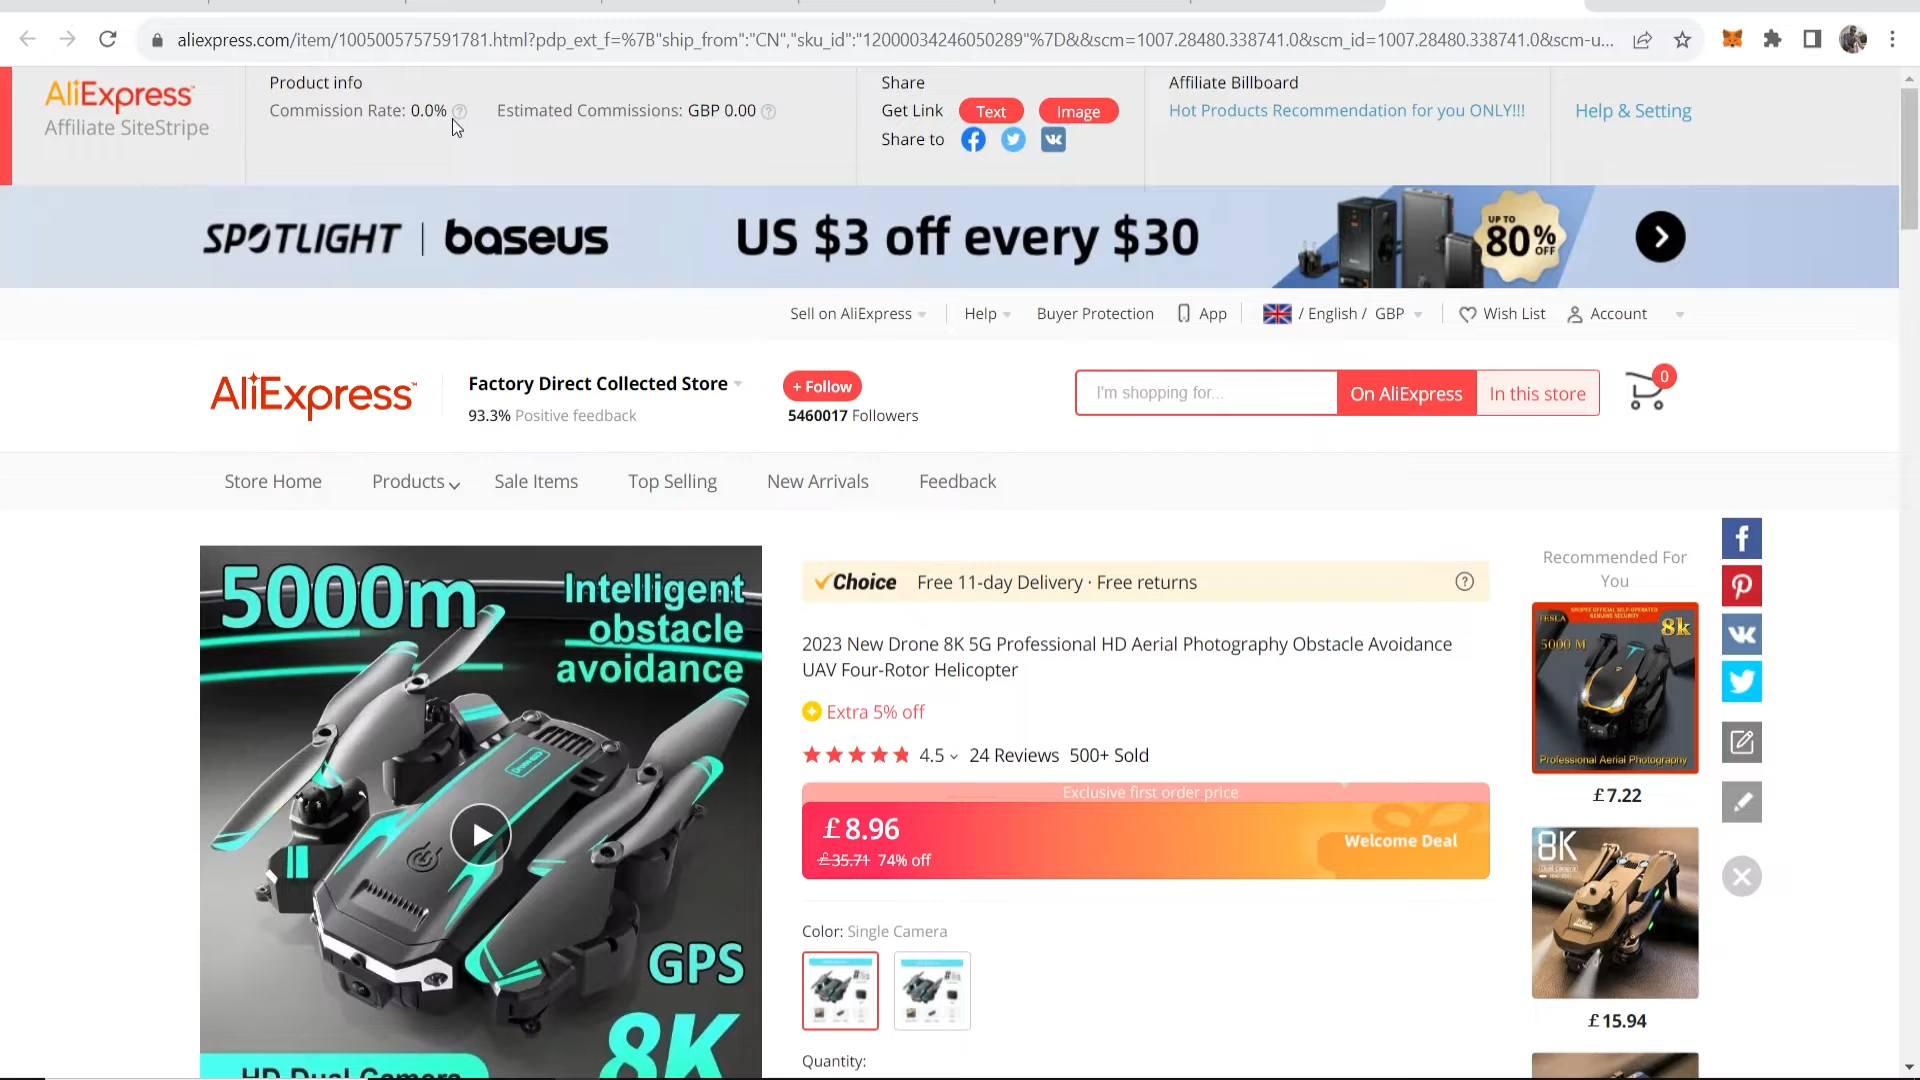 aliexpress.com/item/1005005757591781.html?pdp_ext_f=%7B"ship_from":"CN","sku_id":"12000034246050289"%7D&&scm=1007.28480.338741.0&scm_id=1007.28480.338741.0&scm-u...
AliExpress
Affiliate SiteStripe
Product info
Commission Rate: 0.0% Estimated Commissions: GBP 0.00
Share
Get Link Text Image
Share to
Affiliate Billboard
Hot Products Recommendation for you ONLY!!!
Help & Setting
SPOTLIGHT | baseus US $3 off every $30
UP TO
80% OFF
Sell on AliExpress Help Buyer Protection App / English / GBP Wish List Account
AliExpress
Factory Direct Collected Store
93.3% Positive feedback
+ Follow
5460017 Followers
I'm shopping for... On AliExpress In this store
0
Store Home Products Sale Items Top Selling New Arrivals Feedback
5000m
Intelligent
obstacle
avoidance
GPS
8K
HD Dual Camera
Choice Free 11-day Delivery · Free returns
2023 New Drone 8K 5G Professional HD Aerial Photography Obstacle Avoidance
UAV Four-Rotor Helicopter
Extra 5% off
4.5 24 Reviews 500+ Sold
Exclusive first order price
£8.96
£35.71 74% off
Welcome Deal
Color: Single Camera
Quantity:
Recommended For
You
SHOPEE OFFICIAL SELF-OPERATED
GENUINE SECURITY
TESLA
8k
5000 M
Professional Aerial Photography
£7.22
8K
Dual Camera
£15.94